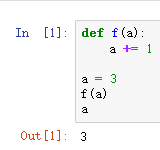 In [1]: def f(a):
a += 1
a = 3
f(a)
a
Out[1]: 3